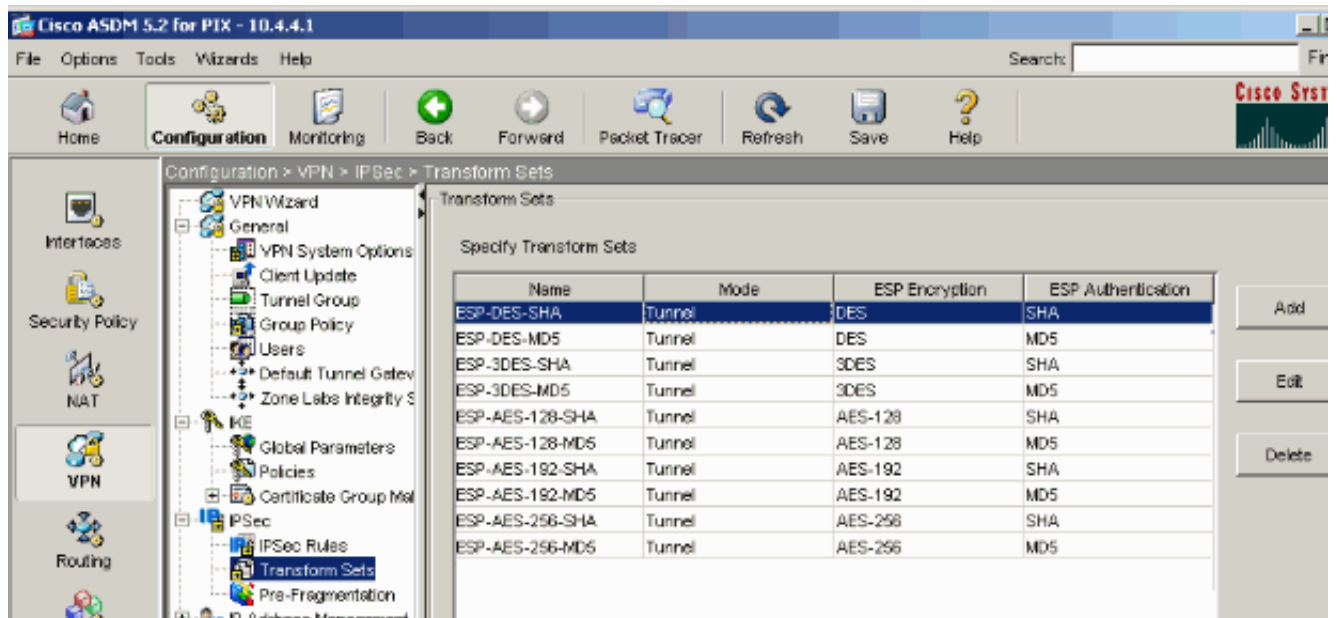 Cisco ASDM 5.2 for PIX - 10.4.4.1
File Options Tools Wizards Help Search:
Home Configuration Monitoring Back Forward Packet Tracer Refresh Save Help
CISCO SYST
Configuration > VPN > IPSec > Transform Sets
Interfaces
Security Policy
NAT
VPN
Routing
VPN Wizard
General
VPN System Options
Client Update
Tunnel Group
Group Policy
Users
Default Tunnel Gatev
Zone Labs Integrity S
IKE
Global Parameters
Policies
Certificate Group Mat
IPSec
IPSec Rules
Transform Sets
Pre-Fragmentation
Transform Sets
Specify Transform Sets
Name Mode ESP Encryption ESP Authentication
ESP-DES-SHA Tunnel DES SHA
ESP-DES-MD5 Tunnel DES MD5
ESP-3DES-SHA Tunnel 3DES SHA
ESP-3DES-MD5 Tunnel 3DES MD5
ESP-AES-128-SHA Tunnel AES-128 SHA
ESP-AES-128-MD5 Tunnel AES-128 MD5
ESP-AES-192-SHA Tunnel AES-192 SHA
ESP-AES-192-MD5 Tunnel AES-192 MD5
ESP-AES-256-SHA Tunnel AES-256 SHA
ESP-AES-256-MD5 Tunnel AES-256 MD5
Add
Edit
Delete